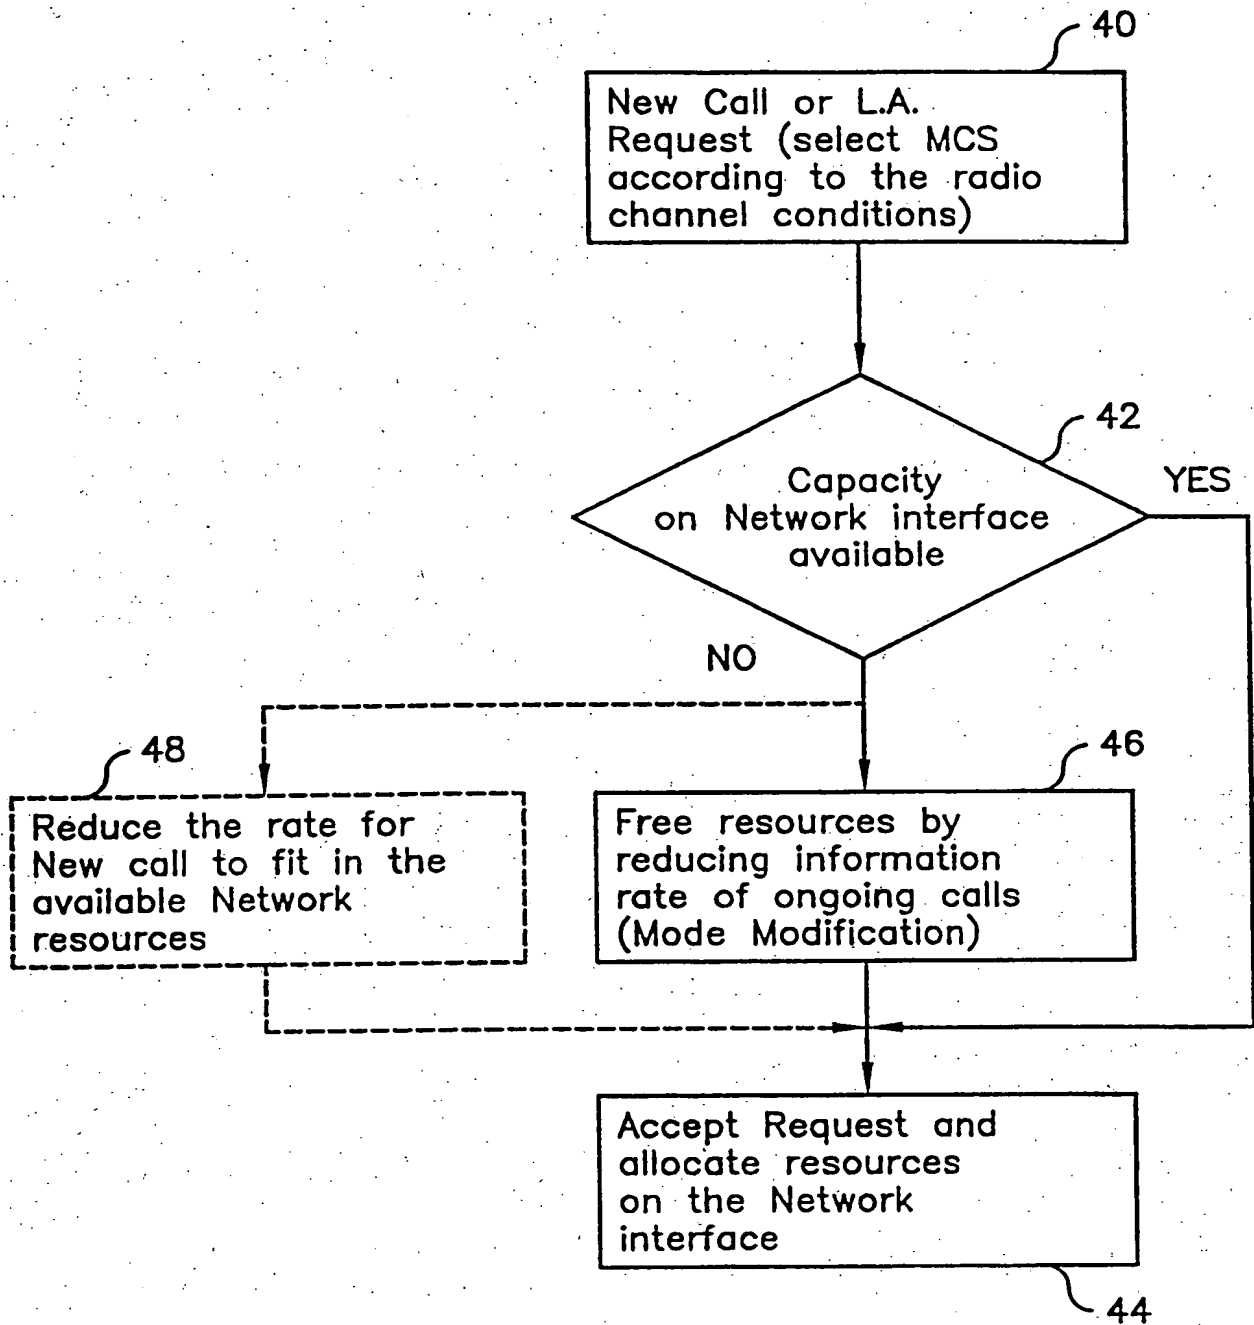 40
New Call or L.A.
Request (select MCS
according to the radio
channel conditions)
42
Capacity
on Network interface
available
YES
NO
48
Reduce the rate for
New call to fit in the
available Network
resources
46
Free resources by
reducing information
rate of ongoing calls
(Mode Modification)
Accept Request and
allocate resources
on the Network
interface
44